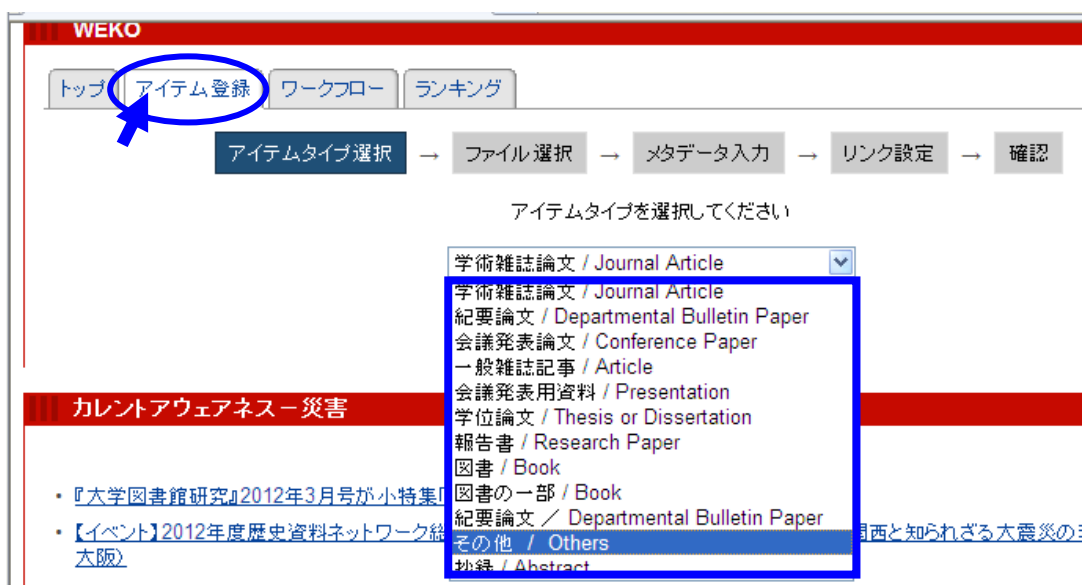 WEKO
トップ アイテム登録 ワークフロー ランキング
アイテムタイプ選択 → ファイル選択 → メタデータ入力 → リンク設定 → 確認
アイテムタイプを選択してください
学術雑誌論文 / Journal Article
学術雑誌論文 / Journal Article
紀要論文 / Departmental Bulletin Paper
会議発表論文 / Conference Paper
一般雑誌記事 / Article
会議発表用資料 / Presentation
学位論文 / Thesis or Dissertation
報告書 / Research Paper
図書 / Book
図書の一部 / Book
紀要論文 ／ Departmental Bulletin Paper
その他 / Others
抄録 / Abstract
カレントアウェアネス－災害
・『大学図書館研究』2012年3月号が小特集
・【イベント】2012年度歴史資料ネットワーク総 関西と知られざる大震災の
大阪）